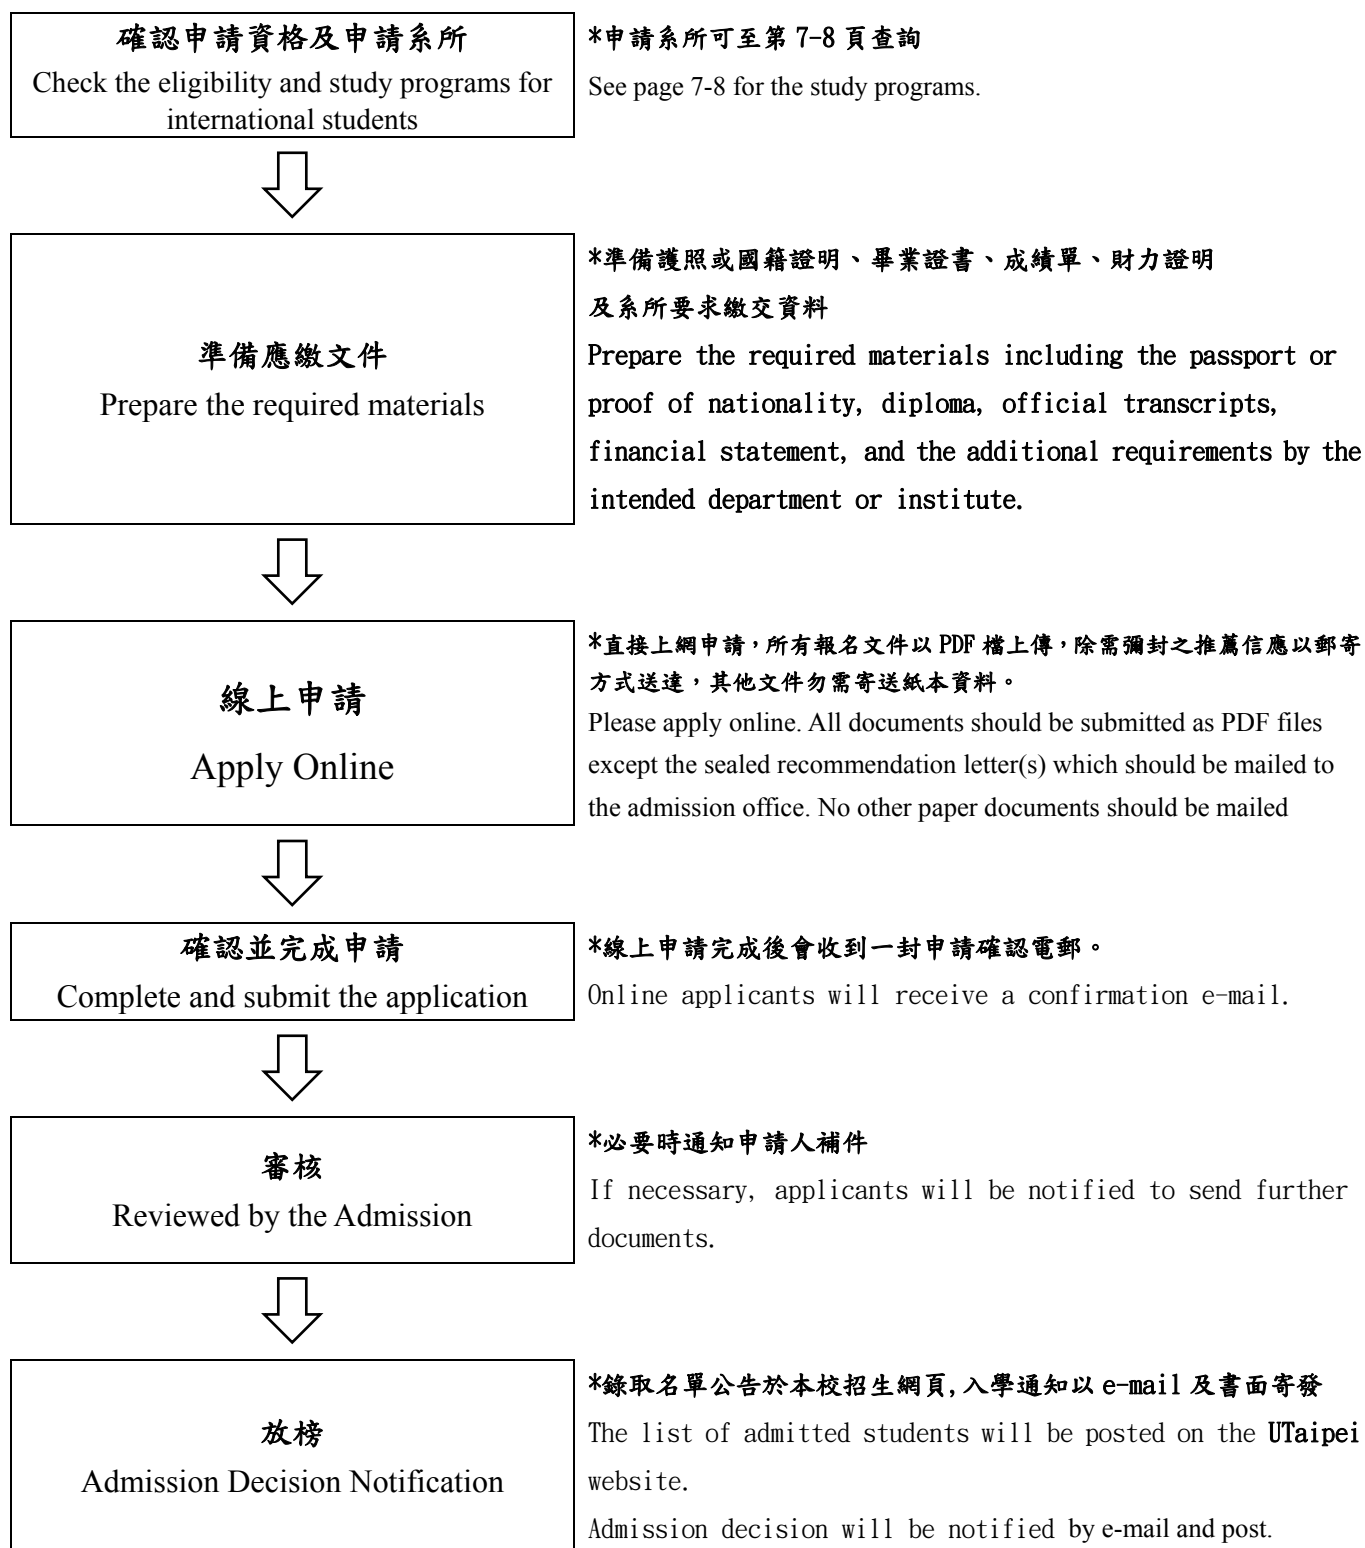 確認申請資格及申請系所
Check the eligibility and study programs for
international students
*申請系所可至第 7-8 頁查詢
See page 7-8 for the study programs.
準備應繳文件
Prepare the required materials
*準備護照或國籍證明、畢業證書、成績單、財力證明
及系所要求繳交資料
Prepare the required materials including the passport or
proof of nationality, diploma, official transcripts,
financial statement, and the additional requirements by the
intended department or institute.
線上申請
Apply Online
*直接上網申請，所有報名文件以 PDF 檔上傳，除需彌封之推薦信應以郵寄
方式送達，其他文件勿需寄送紙本資料。
Please apply online. All documents should be submitted as PDF files
except the sealed recommendation letter(s) which should be mailed to
the admission office. No other paper documents should be mailed
確認並完成申請
Complete and submit the application
*線上申請完成後會收到一封申請確認電郵。
Online applicants will receive a confirmation e-mail.
審核
Reviewed by the Admission
*必要時通知申請人補件
If necessary, applicants will be notified to send further
documents.
放榜
Admission Decision Notification
*錄取名單公告於本校招生網頁,入學通知以 e-mail 及書面寄發
The list of admitted students will be posted on the UTaipei
website.
Admission decision will be notified by e-mail and post.